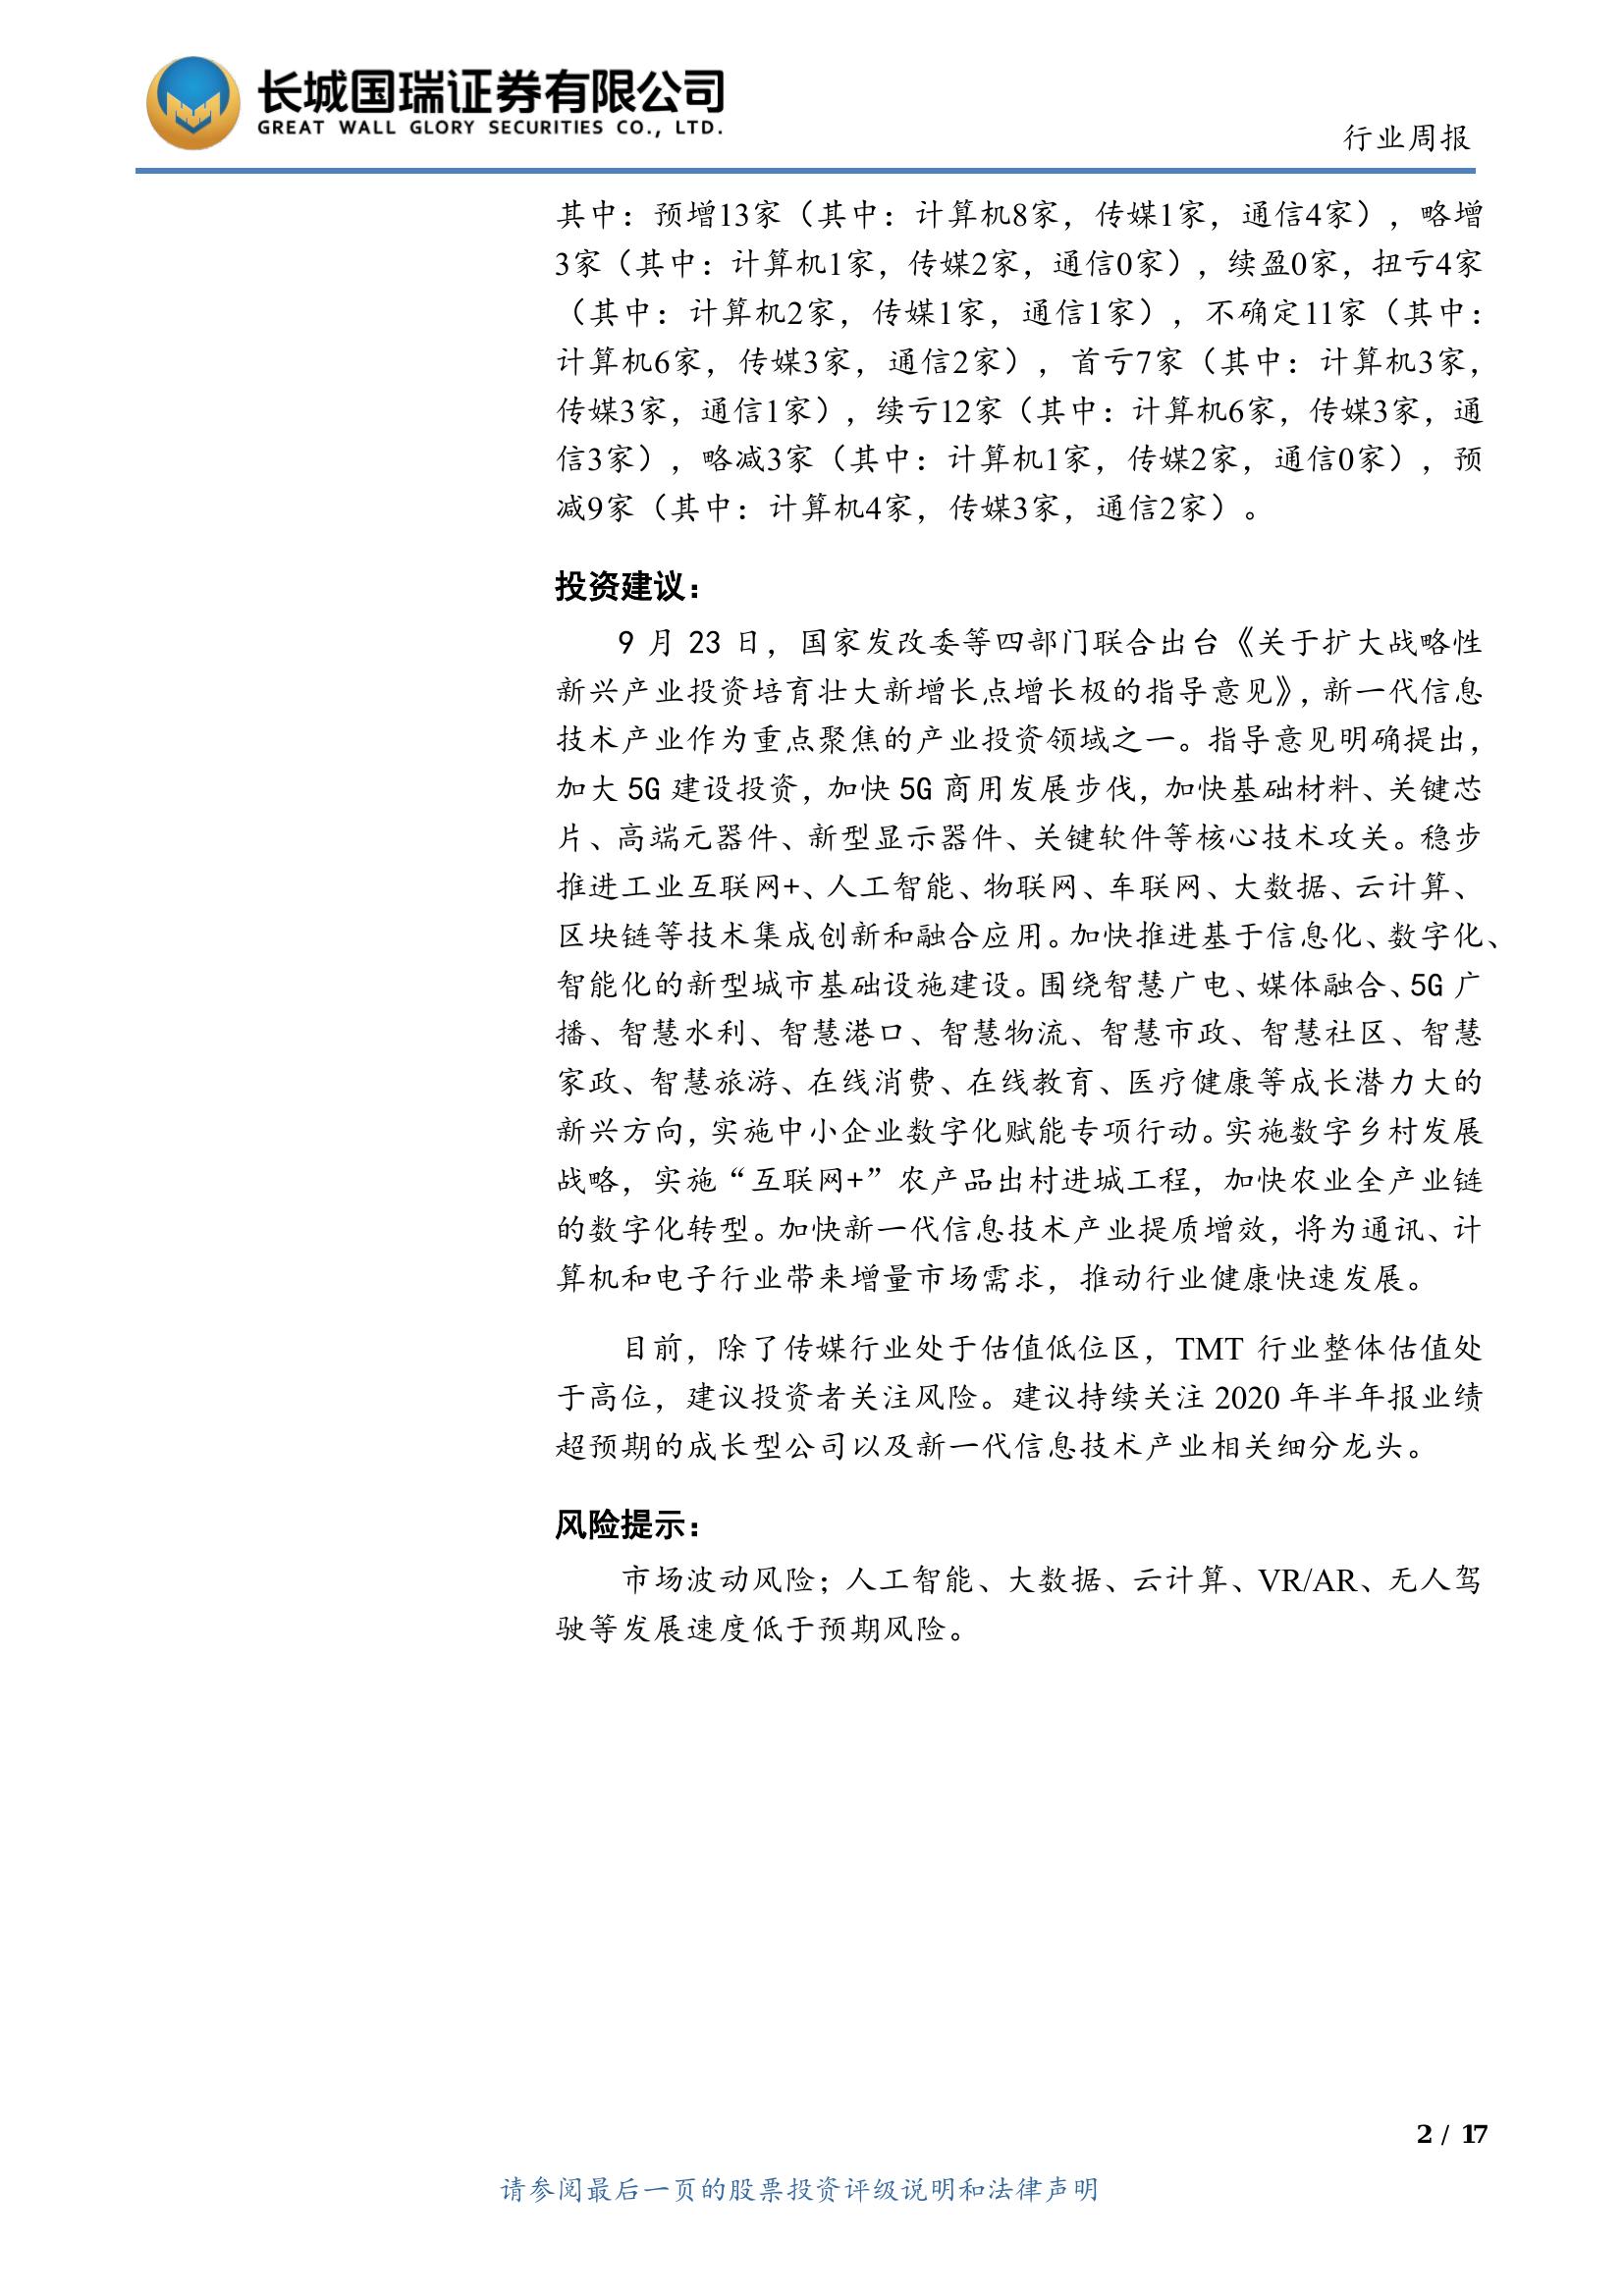 长城国瑞证券有限公司
GREAT WALL GLORY SECURITIES CO., LTD.
行业周报
其中：预增13家（其中：计算机8家，传媒1家，通信4家），略增
3家（其中：计算机1家，传媒2家，通信0家），续盈0家，扭亏4家
（其中：计算机2家，传媒1家，通信1家），不确定11家（其中：
计算机6家，传媒3家，通信2家），首亏7家（其中：计算机3家，
传媒3家，通信1家），续亏12家（其中：计算机6家，传媒3家，通
信3家），略减3家（其中：计算机1家，传媒2家，通信0家），预
减9家（其中：计算机4家，传媒3家，通信2家）。
投资建议：
9 月 23 日，国家发改委等四部门联合出台《关于扩大战略性
新兴产业投资培育壮大新增长点增长极的指导意见》，新一代信息
技术产业作为重点聚焦的产业投资领域之一。指导意见明确提出，
加大 5G 建设投资，加快 5G 商用发展步伐，加快基础材料、关键芯
片、高端元器件、新型显示器件、关键软件等核心技术攻关。稳步
推进工业互联网+、人工智能、物联网、车联网、大数据、云计算、
区块链等技术集成创新和融合应用。加快推进基于信息化、数字化、
智能化的新型城市基础设施建设。围绕智慧广电、媒体融合、5G 广
播、智慧水利、智慧港口、智慧物流、智慧市政、智慧社区、智慧
家政、智慧旅游、在线消费、在线教育、医疗健康等成长潜力大的
新兴方向，实施中小企业数字化赋能专项行动。实施数字乡村发展
战略，实施“互联网+”农产品出村进城工程，加快农业全产业链
的数字化转型。加快新一代信息技术产业提质增效，将为通讯、计
算机和电子行业带来增量市场需求，推动行业健康快速发展。
目前，除了传媒行业处于估值低位区，TMT 行业整体估值处
于高位，建议投资者关注风险。建议持续关注 2020 年半年报业绩
超预期的成长型公司以及新一代信息技术产业相关细分龙头。
风险提示：
市场波动风险；人工智能、大数据、云计算、VR/AR、无人驾
驶等发展速度低于预期风险。
2 / 17
请参阅最后一页的股票投资评级说明和法律声明